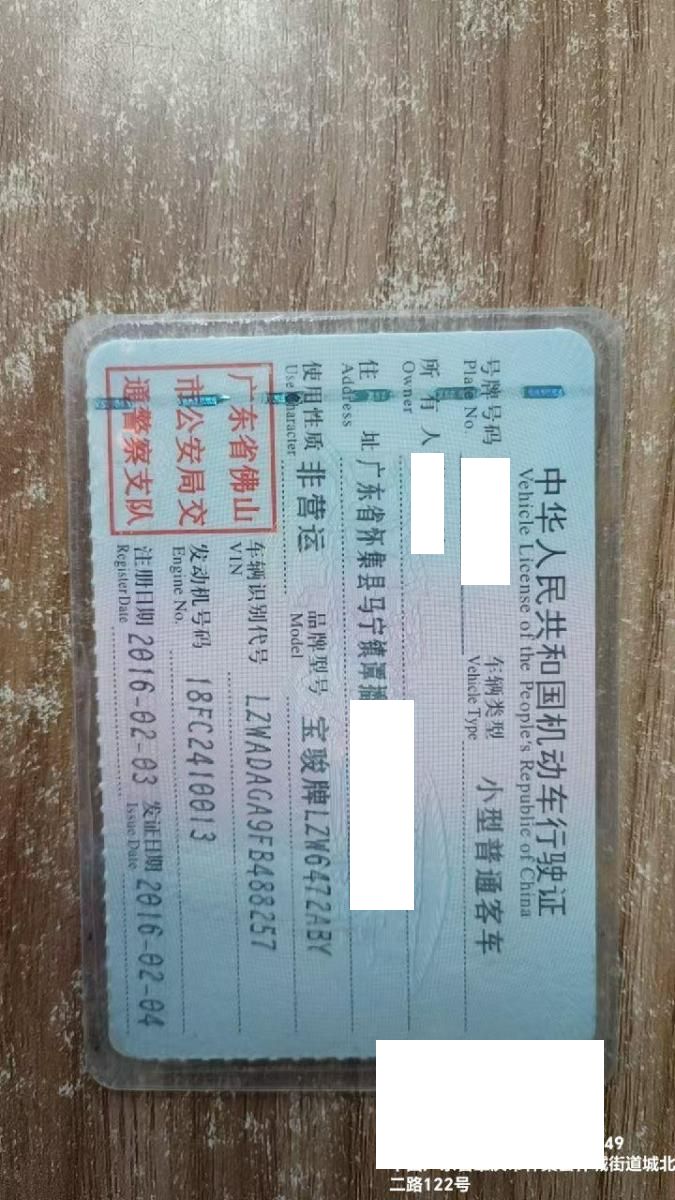 中华人民共和国机动车行驶证
Vehicle License of the People's Republic of China
号牌号码 车辆类型 小型普通客车
Plate No. Vehicle Type
所有人
Owner
住址 广东省怀集县马宁镇谭
Address
使用性质 非营运 品牌型号 宝骏牌LZW6472ABY
Use Character Model
广东省佛山
市公安局交
通警察支队
车辆识别代号 LZWADAGA9FB488257
VIN
发动机号码 18FC2410013
Engine No.
注册日期 2016-02-03 发证日期 2016-02-04
Register Date Issue Date
49
城街道城北
二路122号